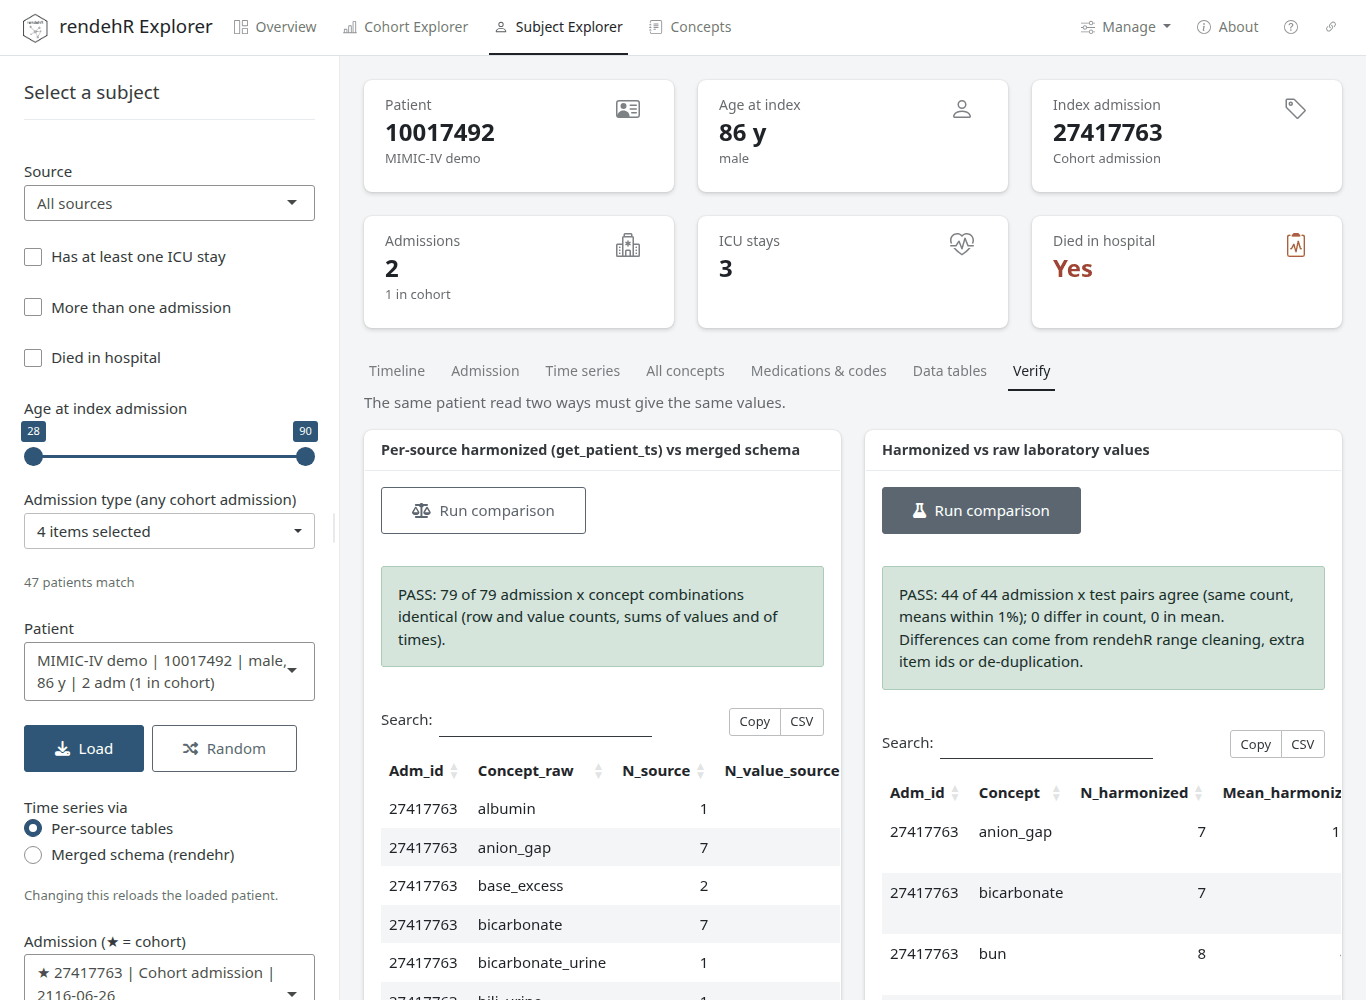 rendehR Explorer
Overview
Cohort Explorer
Subject Explorer
Concepts
Manage
About
Select a subject
Source
All sources
Has at least one ICU stay
More than one admission
Died in hospital
Age at index admission
28
90
Admission type (any cohort admission)
4 items selected
47 patients match
Patient
MIMIC-IV demo | 10017492 | male,
86 y | 2 adm (1 in cohort)
Load
Random
Time series via
Per-source tables
Merged schema (rendehr)
Changing this reloads the loaded patient.
Admission (★ = cohort)
★ 27417763 | Cohort admission |
2116-06-26
Patient
10017492
MIMIC-IV demo
Age at index
86 y
male
Index admission
27417763
Cohort admission
Admissions
2
1 in cohort
ICU stays
3
Died in hospital
Yes
Timeline
Admission
Time series
All concepts
Medications & codes
Data tables
Verify
The same patient read two ways must give the same values.
Per-source harmonized (get_patient_ts) vs merged schema
Run comparison
PASS: 79 of 79 admission x concept combinations
identical (row and value counts, sums of values and of
times).
Search:
Copy
CSV
Adm_id Concept_raw N_source N_value_source
27417763 albumin 1
27417763 anion_gap 7
27417763 base_excess 2
27417763 bicarbonate 7
27417763 bicarbonate_urine 1
Harmonized vs raw laboratory values
Run comparison
PASS: 44 of 44 admission x test pairs agree (same count,
means within 1%); 0 differ in count, 0 in mean.
Differences can come from rendehR range cleaning, extra
item ids or de-duplication.
Search:
Copy
CSV
Adm_id Concept N_harmonized Mean_harmoniz
27417763 anion_gap 7 1
27417763 bicarbonate 7
27417763 bun 8